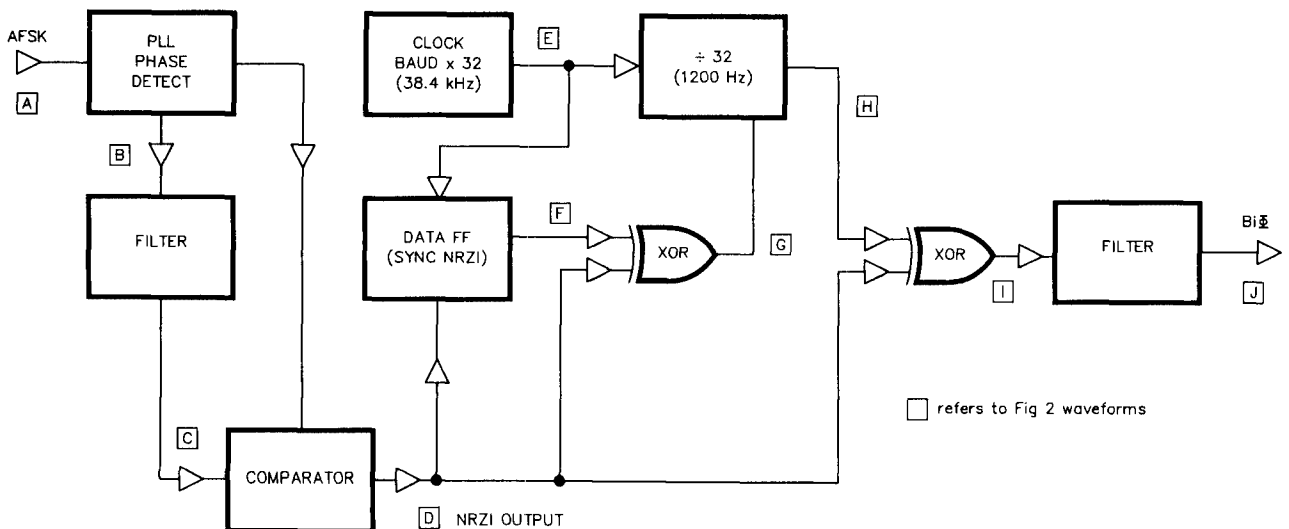 AFSK
A
PLL
PHASE
DETECT
B
FILTER
C
COMPARATOR
D NRZI OUTPUT
CLOCK
BAUD x 32
(38.4 kHz)
E
DATA FF
(SYNC NRZI)
F
XOR
G
÷ 32
(1200 Hz)
H
XOR
I
FILTER
BiΦ
J
refers to Fig 2 waveforms